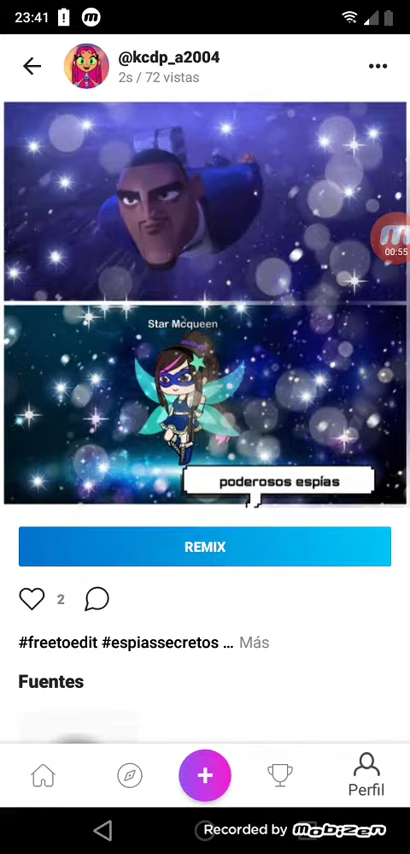 23:41
@kcdp_a2004
2s / 72 vistas
00:55
Star Mcqueen
poderosos espías
REMIX
2
#freetoedit #espiassecretos ... Más
Fuentes
Perfil
Recorded by MOBIZEN